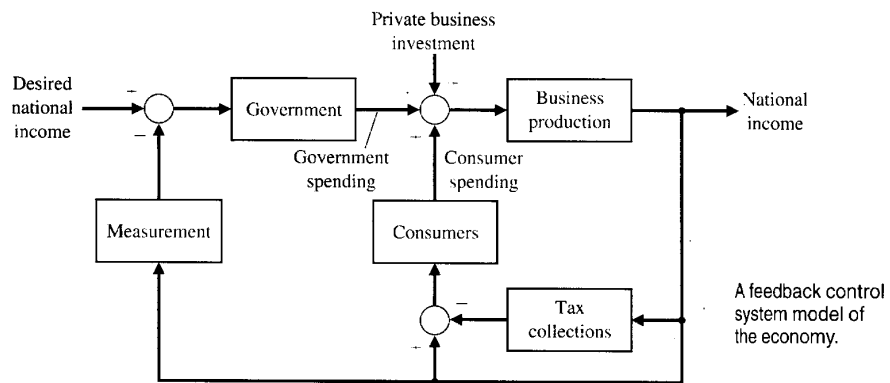 Private business
investment
Desired
national
income
Government
Business
production
National
income
Government
spending
Consumer
spending
Measurement
Consumers
Tax
collections
A feedback control
system model of
the economy.